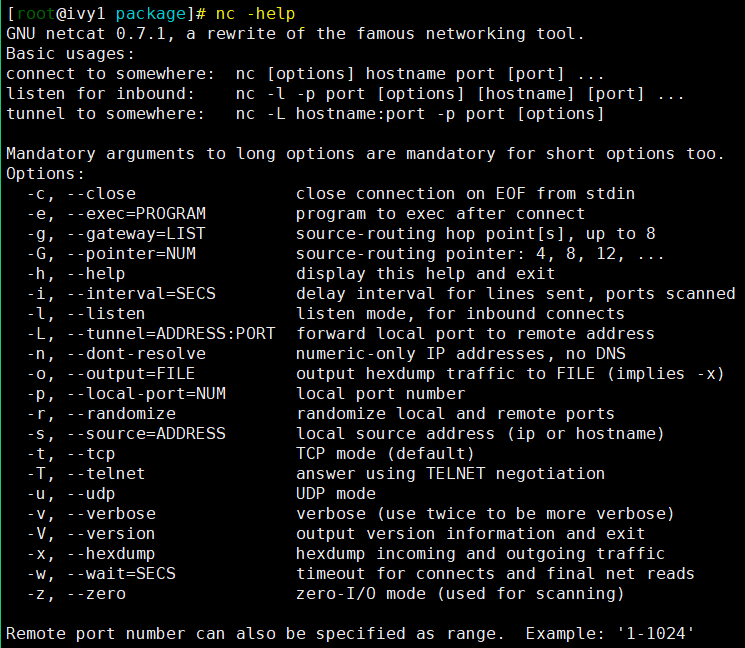 [root@ivy1 package]# nc -help
GNU netcat 0.7.1, a rewrite of the famous networking tool.
Basic usages:
connect to somewhere:  nc [options] hostname port [port] ...
listen for inbound:    nc -l -p port [options] [hostname] [port] ...
tunnel to somewhere:   nc -L hostname:port -p port [options]

Mandatory arguments to long options are mandatory for short options too.
Options:
  -c, --close                close connection on EOF from stdin
  -e, --exec=PROGRAM         program to exec after connect
  -g, --gateway=LIST         source-routing hop point[s], up to 8
  -G, --pointer=NUM          source-routing pointer: 4, 8, 12, ...
  -h, --help                 display this help and exit
  -i, --interval=SECS        delay interval for lines sent, ports scanned
  -l, --listen               listen mode, for inbound connects
  -L, --tunnel=ADDRESS:PORT  forward local port to remote address
  -n, --dont-resolve         numeric-only IP addresses, no DNS
  -o, --output=FILE          output hexdump traffic to FILE (implies -x)
  -p, --local-port=NUM       local port number
  -r, --randomize            randomize local and remote ports
  -s, --source=ADDRESS       local source address (ip or hostname)
  -t, --tcp                  TCP mode (default)
  -T, --telnet               answer using TELNET negotiation
  -u, --udp                  UDP mode
  -v, --verbose              verbose (use twice to be more verbose)
  -V, --version              output version information and exit
  -x, --hexdump              hexdump incoming and outgoing traffic
  -w, --wait=SECS            timeout for connects and final net reads
  -z, --zero                 zero-I/O mode (used for scanning)

Remote port number can also be specified as range.  Example: '1-1024'